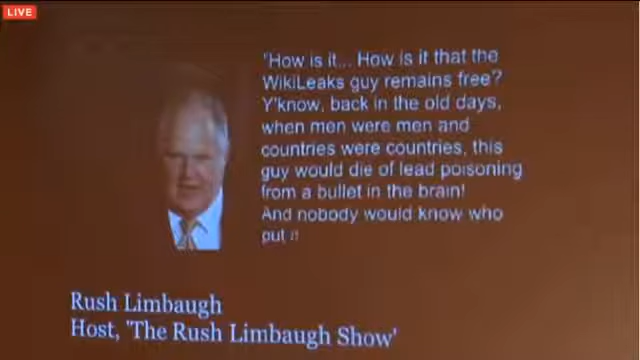 LIVE
'How is it... How is it that the
WikiLeaks guy remains free?
Y'know, back in the old days,
when men were men and
countries were countries, this
guy would die of lead poisoning
from a bullet in the brain!
And nobody would know who
put it
Rush Limbaugh
Host, 'The Rush Limbaugh Show'